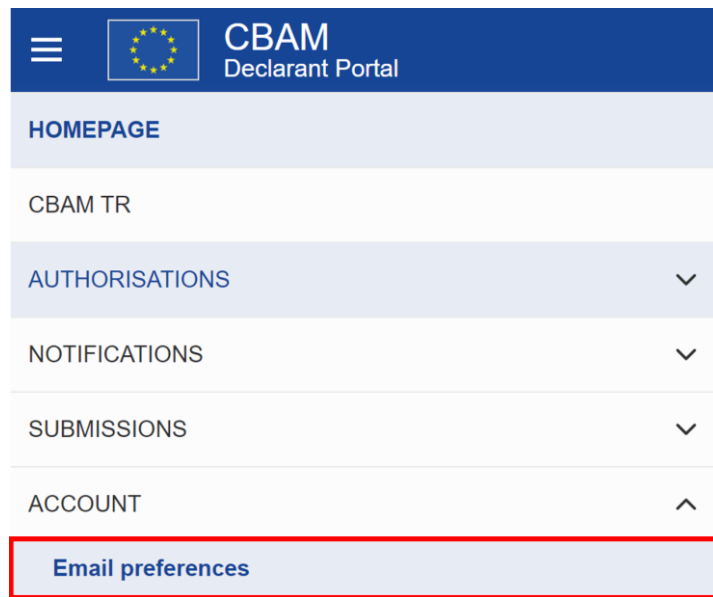 CBAM
Declarant Portal
HOMEPAGE
CBAM TR
AUTHORISATIONS
NOTIFICATIONS
SUBMISSIONS
ACCOUNT
Email preferences